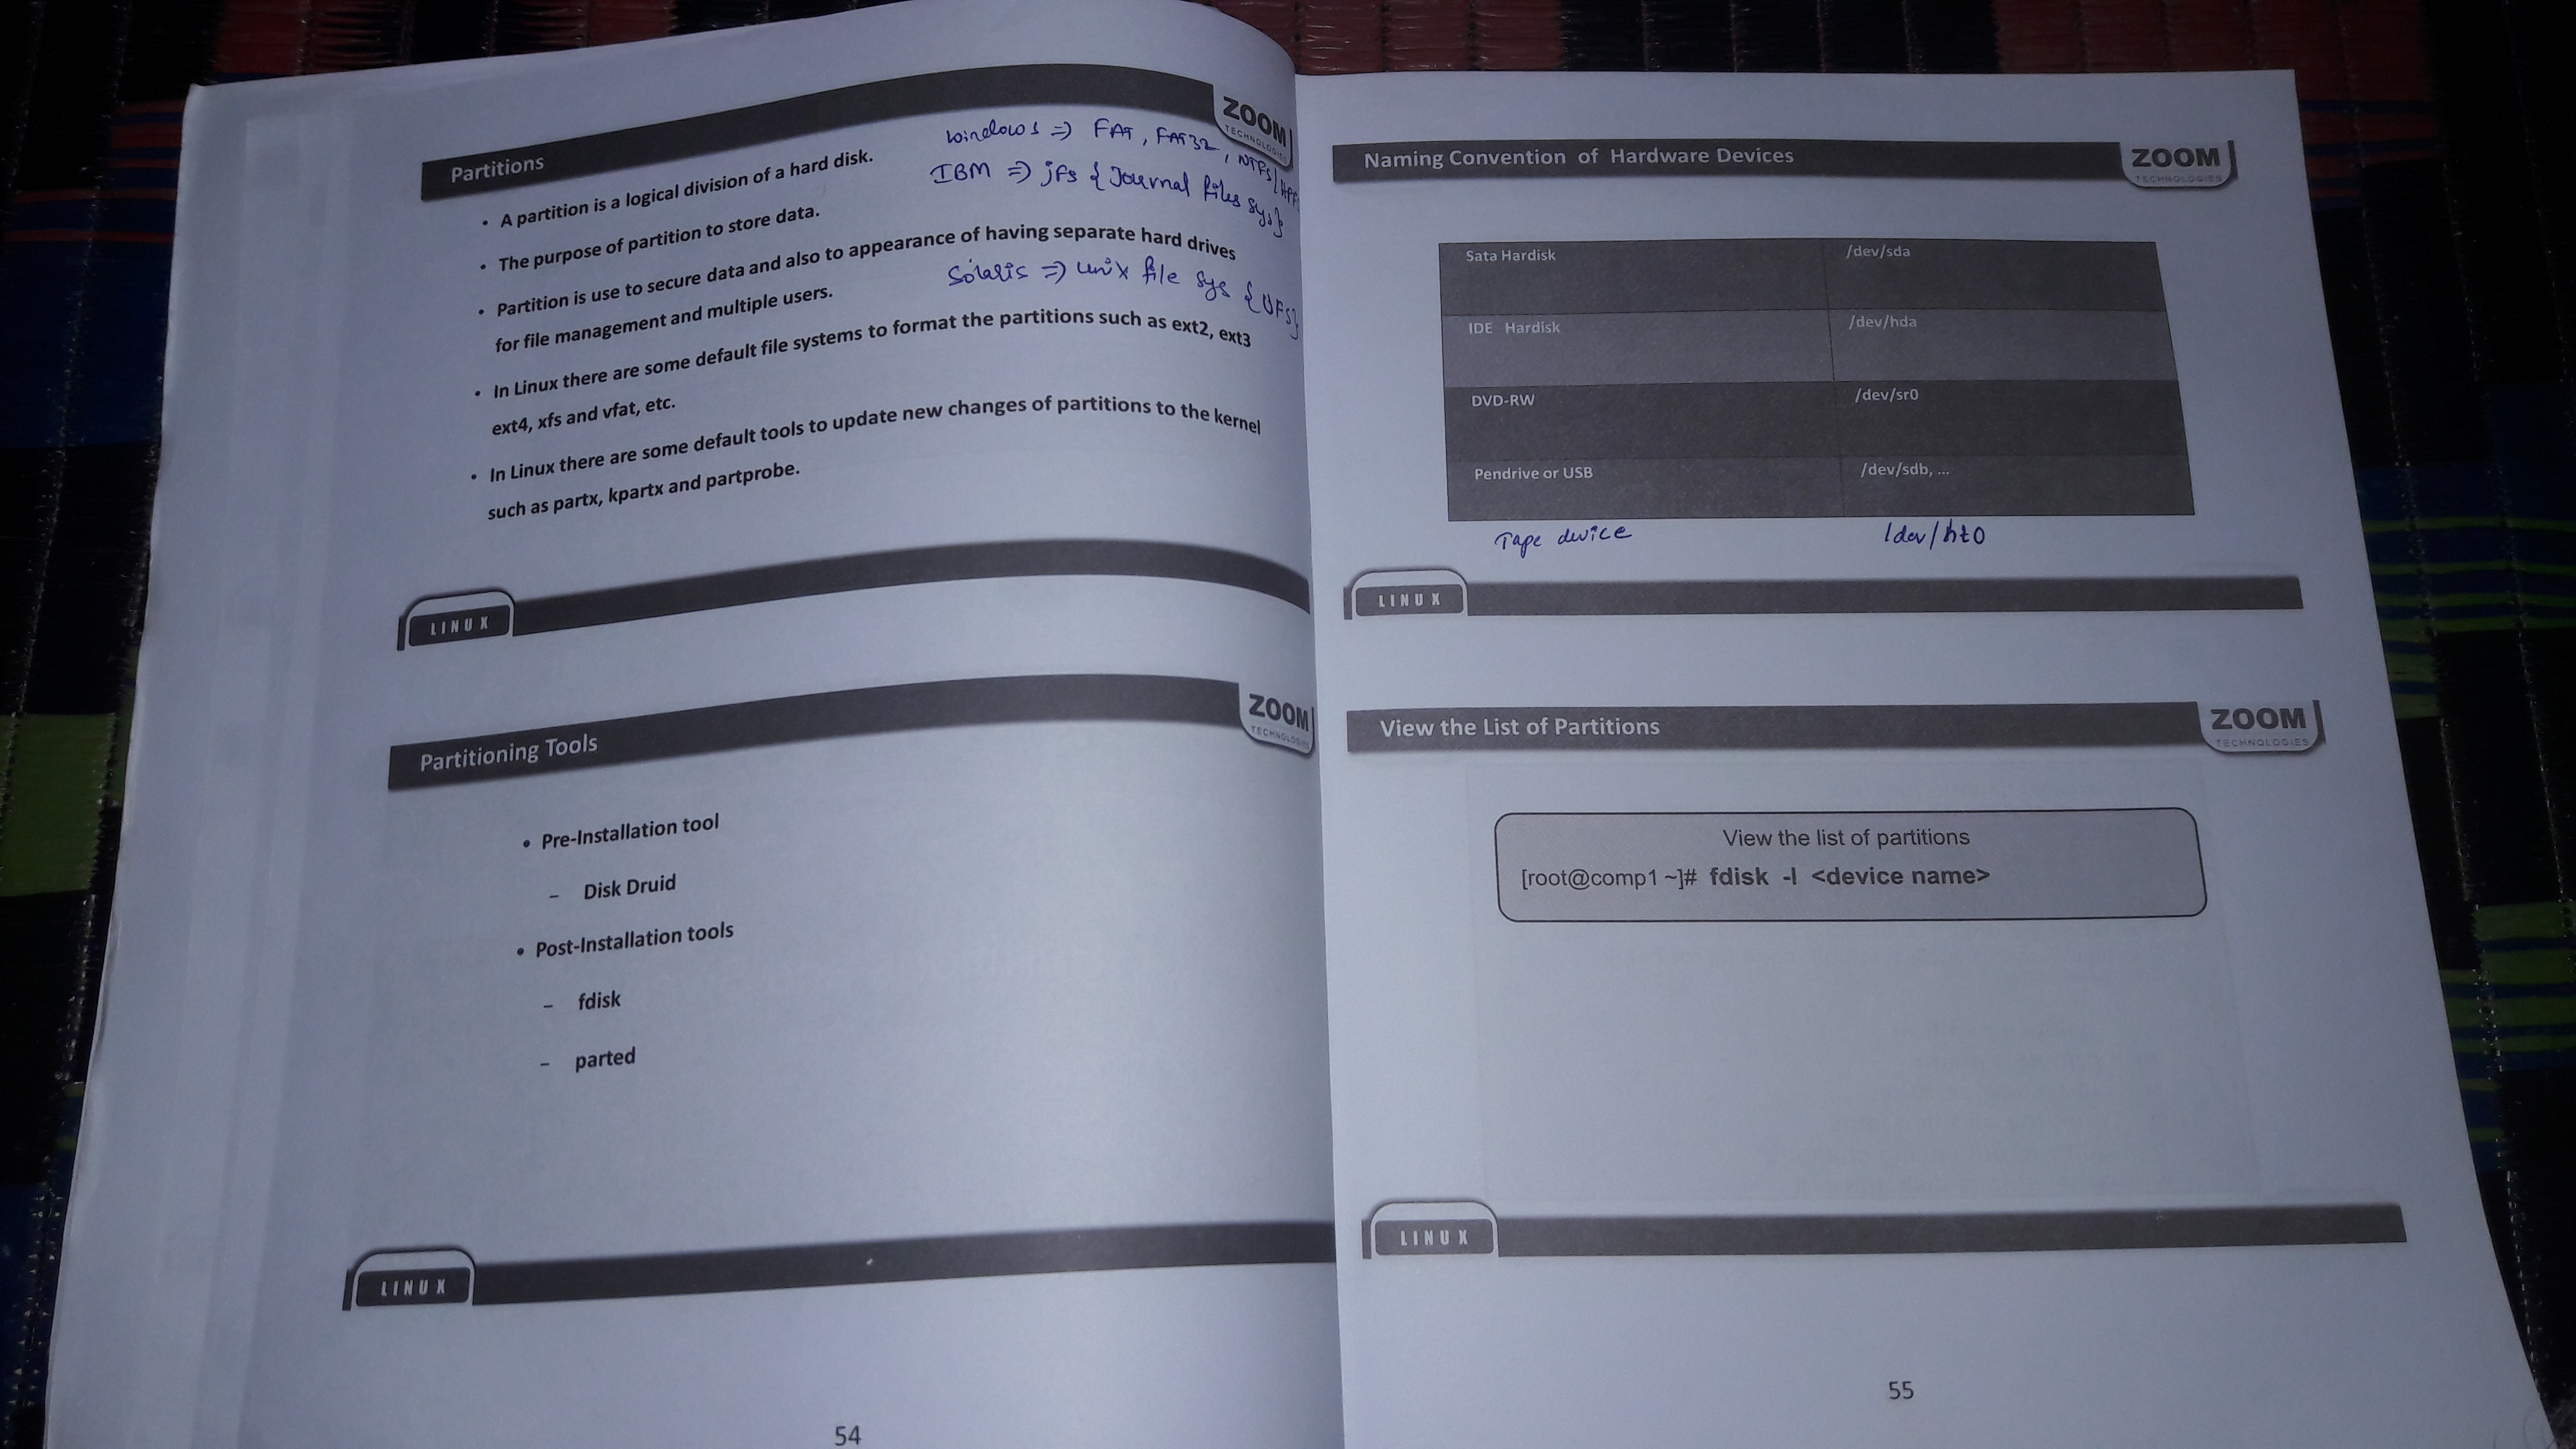 Partitions
ZOOM
TECHNOLOGIES
windows => FAT, FAT32, NTFS/
IBM => jfs {Journal files sys}
• A partition is a logical division of a hard disk.
• The purpose of partition to store data.
• Partition is use to secure data and also to appearance of having separate hard drives
for file management and multiple users.
Solaris => unix file sys {UFS}
• In Linux there are some default file systems to format the partitions such as ext2, ext3
ext4, xfs and vfat, etc.
• In Linux there are some default tools to update new changes of partitions to the kernel
such as partx, kpartx and partprobe.
LINUX
Partitioning Tools
ZOOM
TECHNOLOGIES
• Pre-Installation tool
– Disk Druid
• Post-Installation tools
– fdisk
– parted
LINUX
54
Naming Convention of Hardware Devices
ZOOM
TECHNOLOGIES
Sata Hardisk /dev/sda
IDE Hardisk /dev/hda
DVD-RW /dev/sr0
Pendrive or USB /dev/sdb, ...
Tape device /dev/ht0
LINUX
View the List of Partitions
ZOOM
TECHNOLOGIES
View the list of partitions
[root@comp1 ~]# fdisk -l <device name>
LINUX
55